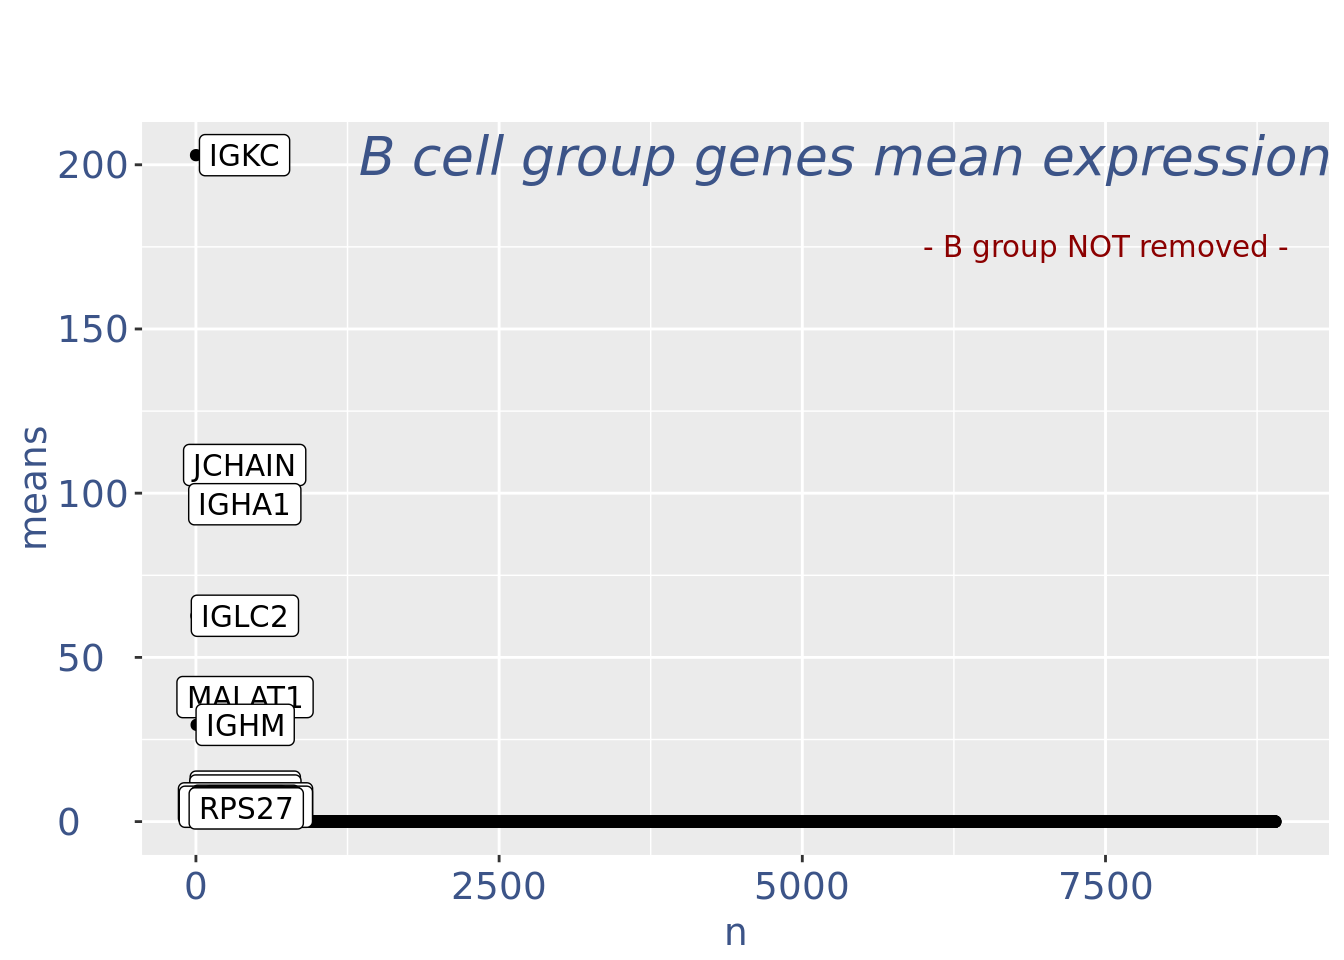 B cell group genes mean expression
- B group NOT removed -
IGKC
JCHAIN
IGHA1
IGLC2
MALAT1
IGHM
RPS27
means
200
150
100
50
0
0 2500 5000 7500
n